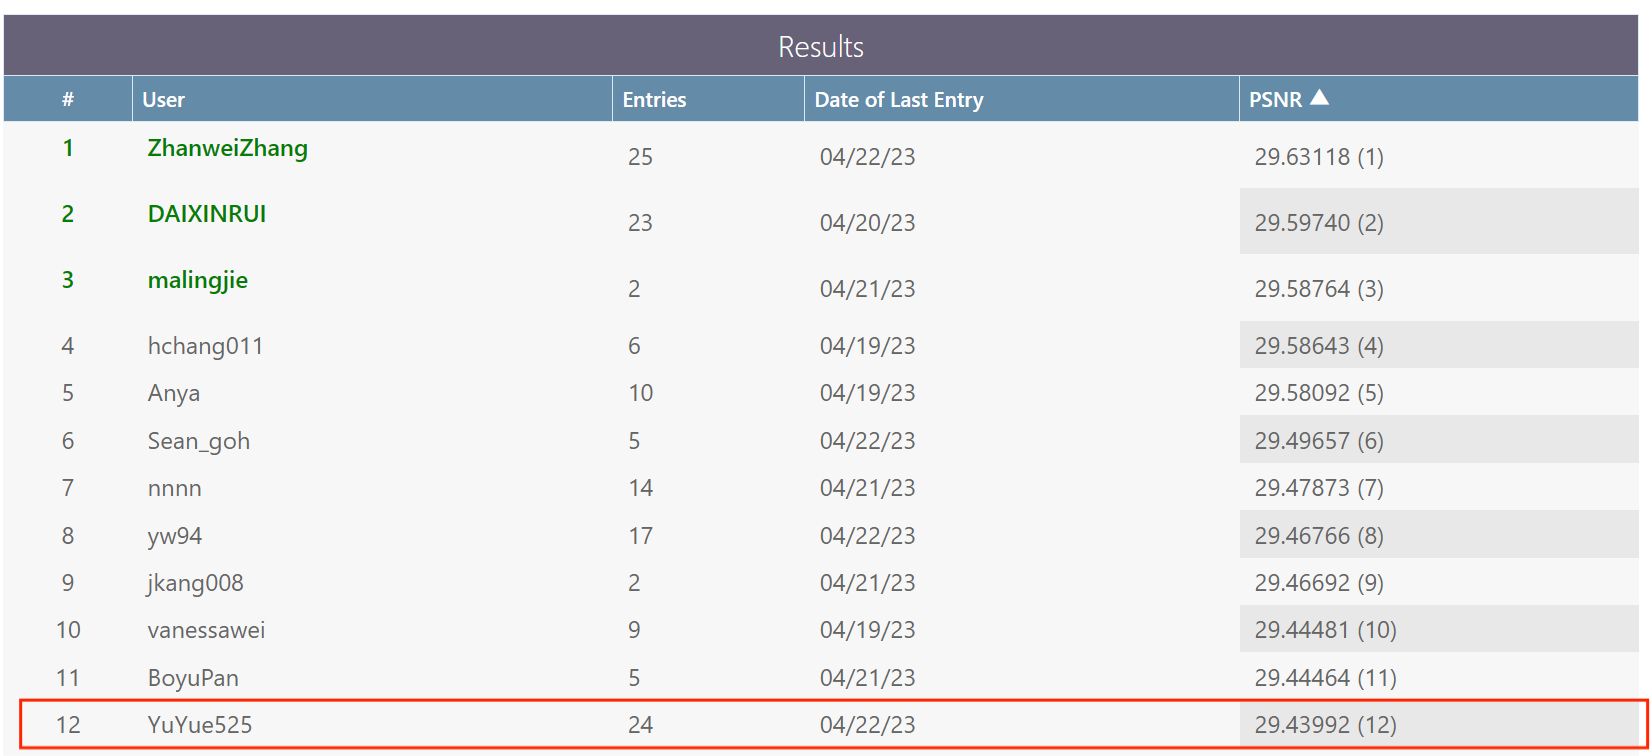 Results
# User Entries Date of Last Entry PSNR ▲
1 ZhanweiZhang 25 04/22/23 29.63118 (1)
2 DAIXINRUI 23 04/20/23 29.59740 (2)
3 malingjie 2 04/21/23 29.58764 (3)
4 hchang011 6 04/19/23 29.58643 (4)
5 Anya 10 04/19/23 29.58092 (5)
6 Sean_goh 5 04/22/23 29.49657 (6)
7 nnnn 14 04/21/23 29.47873 (7)
8 yw94 17 04/22/23 29.46766 (8)
9 jkang008 2 04/21/23 29.46692 (9)
10 vanessawei 9 04/19/23 29.44481 (10)
11 BoyuPan 5 04/21/23 29.44464 (11)
12 YuYue525 24 04/22/23 29.43992 (12)